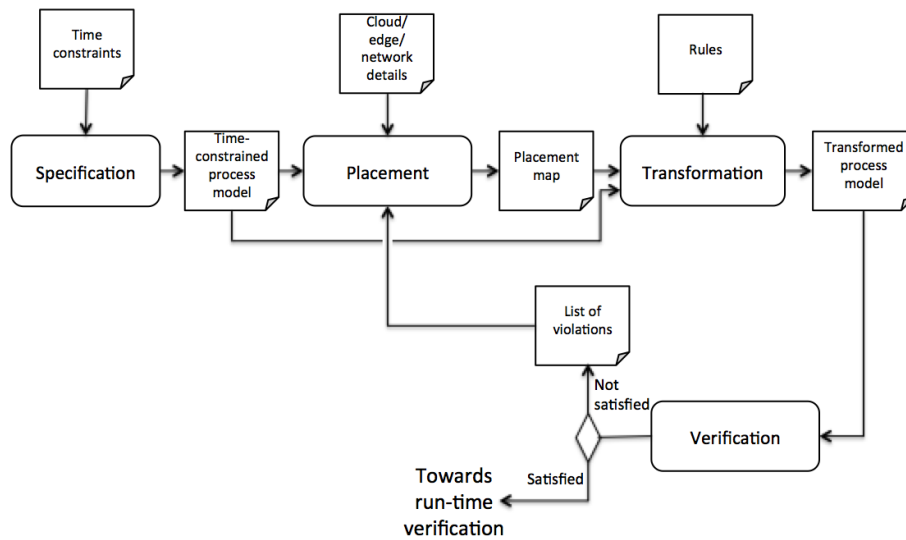 Time
constraints
Cloud/
edge/
network
details
Rules
Specification
Time-
constrained
process
model
Placement
Placement
map
Transformation
Transformed
process
model
List of
violations
Not
satisfied
Verification
Satisfied
Towards
run-time
verification